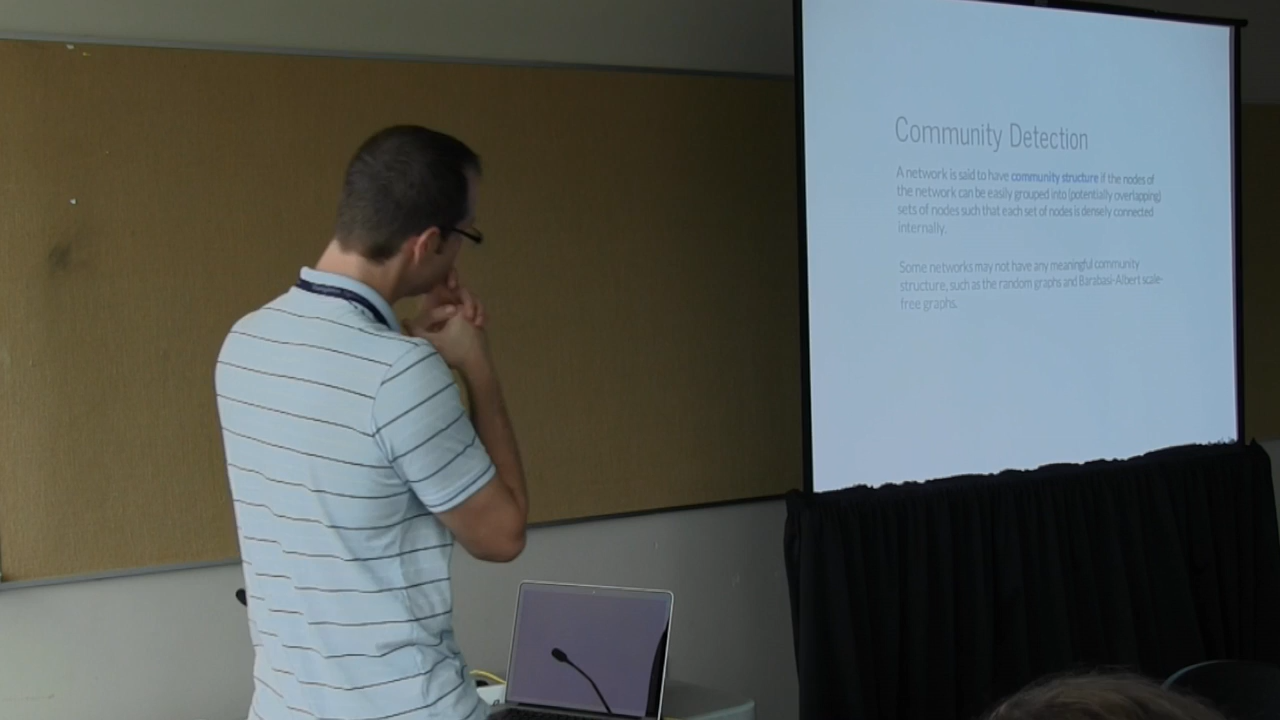 Community Detection
A network is said to have community structure if the nodes of
the network can be easily grouped into (potentially overlapping)
sets of nodes such that each set of nodes is densely connected
internally.
Some networks may not have any meaningful community
structure, such as the random graphs and Barabasi-Albert scale-
free graphs.